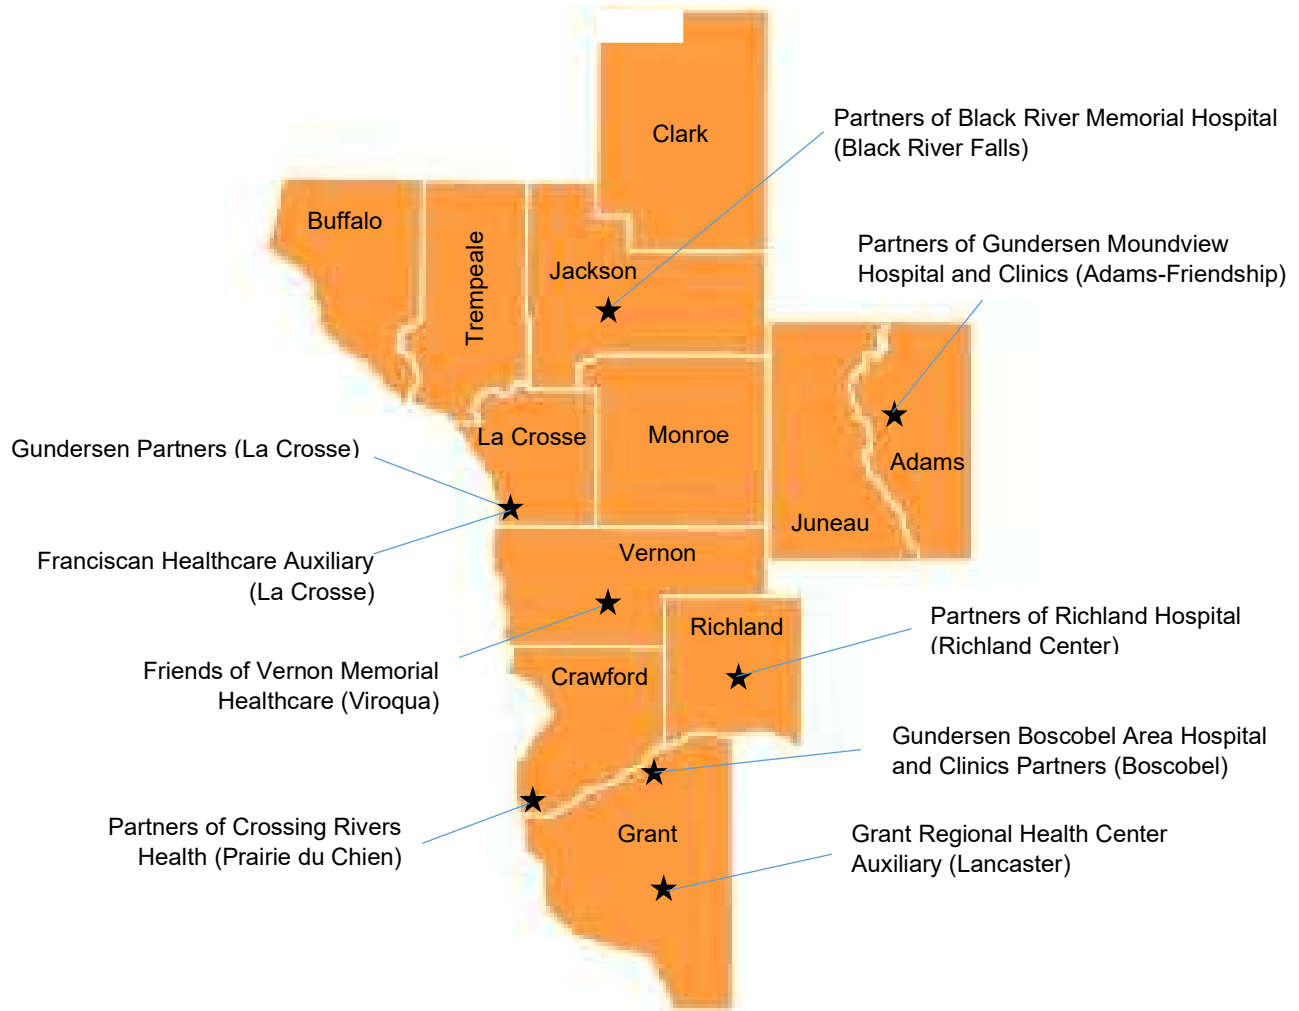 Clark
Partners of Black River Memorial Hospital
(Black River Falls)
Buffalo
Trempeale
Jackson
Partners of Gundersen Moundview
Hospital and Clinics (Adams-Friendship)
La Crosse
Monroe
Gundersen Partners (La Crosse)
Adams
Juneau
Franciscan Healthcare Auxiliary
(La Crosse)
Vernon
Richland
Partners of Richland Hospital
(Richland Center)
Friends of Vernon Memorial
Healthcare (Viroqua)
Crawford
Gundersen Boscobel Area Hospital
and Clinics Partners (Boscobel)
Partners of Crossing Rivers
Health (Prairie du Chien)
Grant
Grant Regional Health Center
Auxiliary (Lancaster)